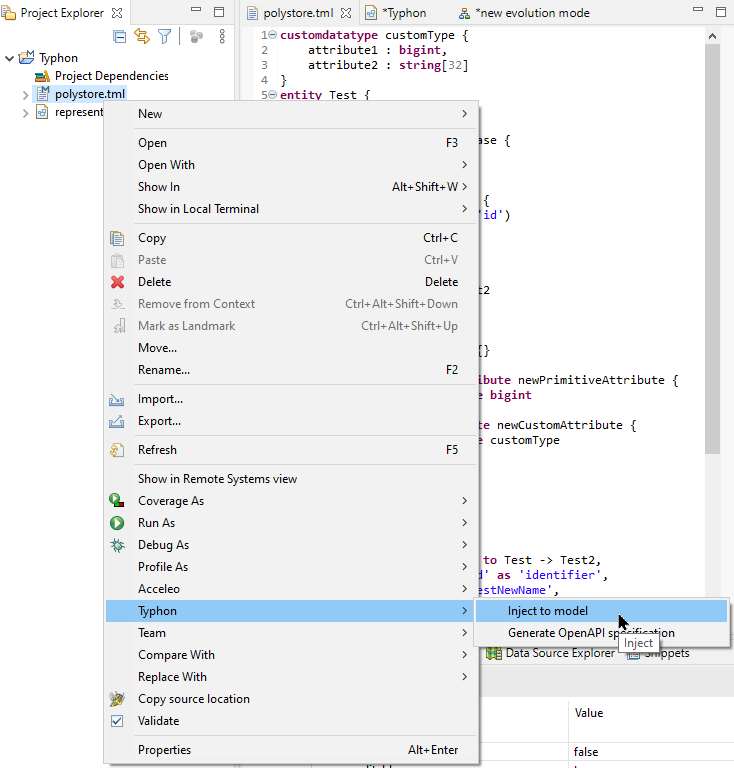 Project Explorer
polystore.tml
*Typhon
*new evolution mode
Typhon
Project Dependencies
polystore.tml
represent
1 customdatatype customType {
2 attribute1 : bigint,
3 attribute2 : string[32]
4 }
5 entity Test {
ase {
{
'id')
t2
{}
ibute newPrimitiveAttribute {
e bigint
te newCustomAttribute {
e customType
to Test -> Test2,
d' as 'identifier',
estNewName',
New
Open F3
Open With
Show In Alt+Shift+W
Show in Local Terminal
Copy Ctrl+C
Paste Ctrl+V
Delete Delete
Remove from Context Ctrl+Alt+Shift+Down
Mark as Landmark Ctrl+Alt+Shift+Up
Move...
Rename... F2
Import...
Export...
Refresh F5
Show in Remote Systems view
Coverage As
Run As
Debug As
Profile As
Acceleo
Typhon
Team
Compare With
Replace With
Copy source location
Validate
Properties Alt+Enter
Inject to model
Generate OpenAPI specification
Inject
Data Source Explorer
Snippets
Value
false